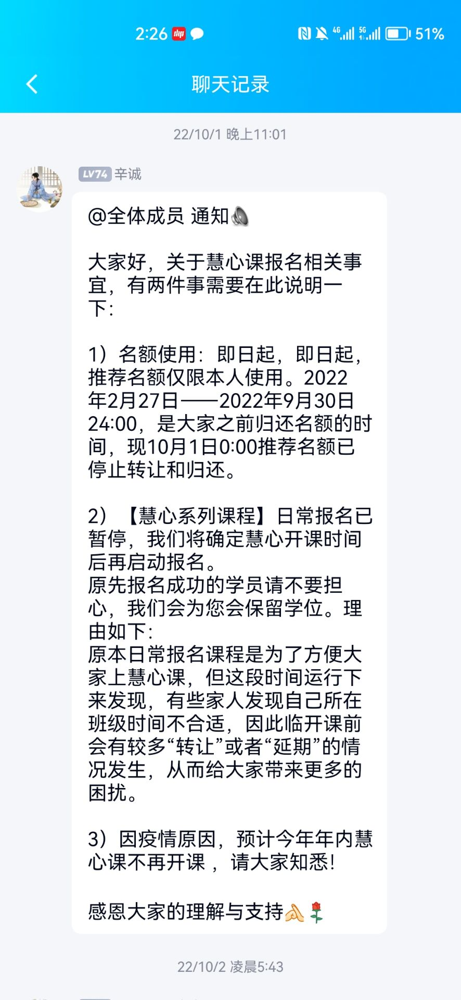 2:26
4G
5G
51%
聊天记录
22/10/1 晚上11:01
LV74 辛诚
@全体成员 通知
大家好，关于慧心课报名相关事
宜，有两件事需要在此说明一
下：
1）名额使用：即日起，即日起，
推荐名额仅限本人使用。2022
年2月27日——2022年9月30日
24:00，是大家之前归还名额的时
间，现10月1日0:00推荐名额已
停止转让和归还。
2）【慧心系列课程】日常报名已
暂停，我们将确定慧心开课时间
后再启动报名。
原先报名成功的学员请不要担
心，我们会为您会保留学位。理
由如下：
原本日常报名课程是为了方便大
家上慧心课，但这段时间运行下
来发现，有些家人发现自己所在
班级时间不合适，因此临开课前
会有较多“转让”或者“延期”的情
况发生，从而给大家带来更多的
困扰。
3）因疫情原因，预计今年年内慧
心课不再开课 ，请大家知悉！
感恩大家的理解与支持
22/10/2 凌晨5:43